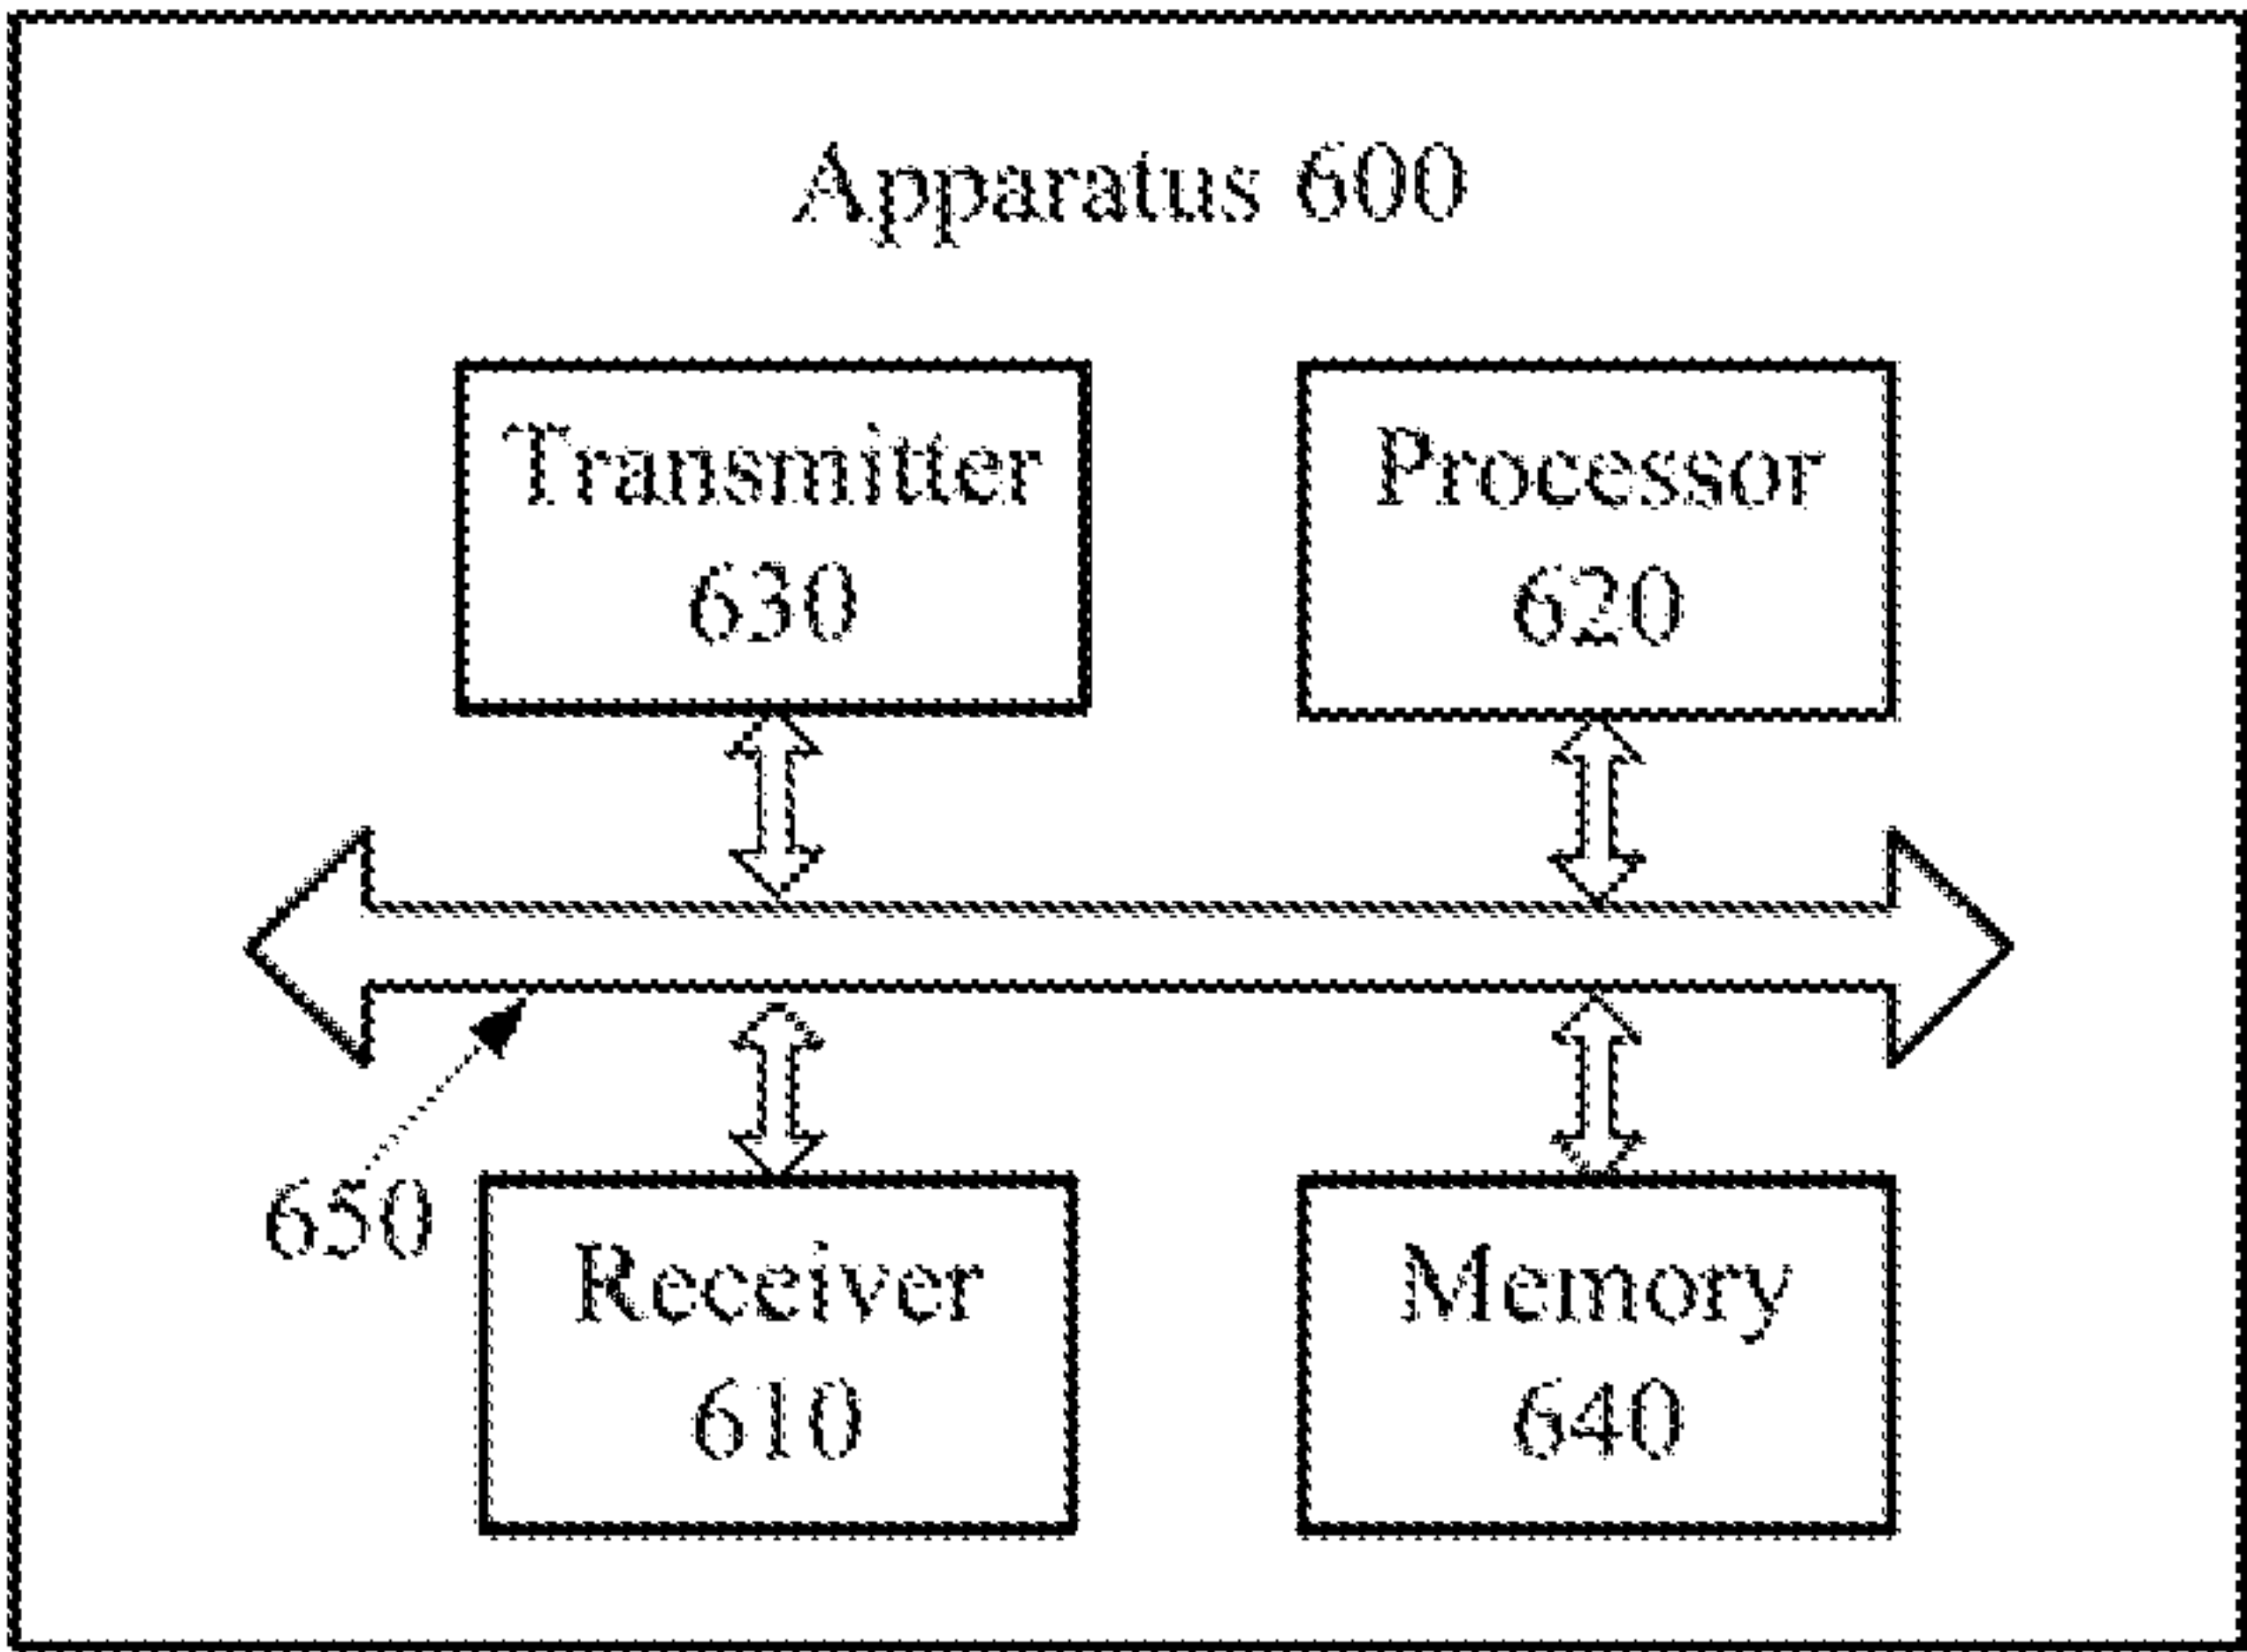 Apparatus 600
Transmitter
630
Processor
620
650
Receiver
610
Memory
640